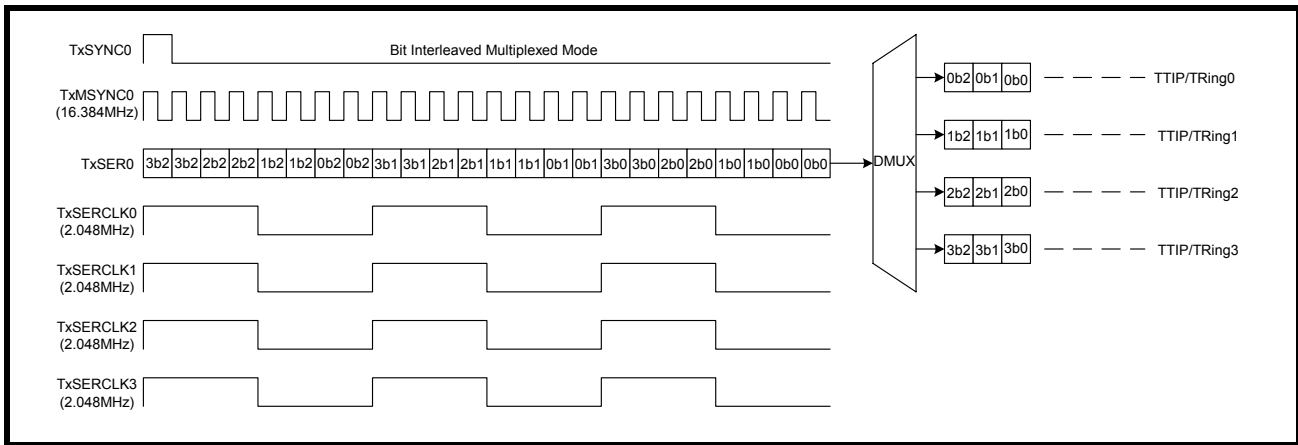 TxSYNC0
Bit Interleaved Multiplexed Mode
TxMSYNC0
(16.384MHz)
TxSER0
3b2 3b2 2b2 2b2 1b2 1b2 0b2 0b2 3b1 3b1 2b1 2b1 1b1 1b1 0b1 0b1 3b0 3b0 2b0 2b0 1b0 1b0 0b0 0b0
TxSERCLK0
(2.048MHz)
TxSERCLK1
(2.048MHz)
TxSERCLK2
(2.048MHz)
TxSERCLK3
(2.048MHz)
DMUX
0b2 0b1 0b0
TTIP/TRing0
1b2 1b1 1b0
TTIP/TRing1
2b2 2b1 2b0
TTIP/TRing2
3b2 3b1 3b0
TTIP/TRing3